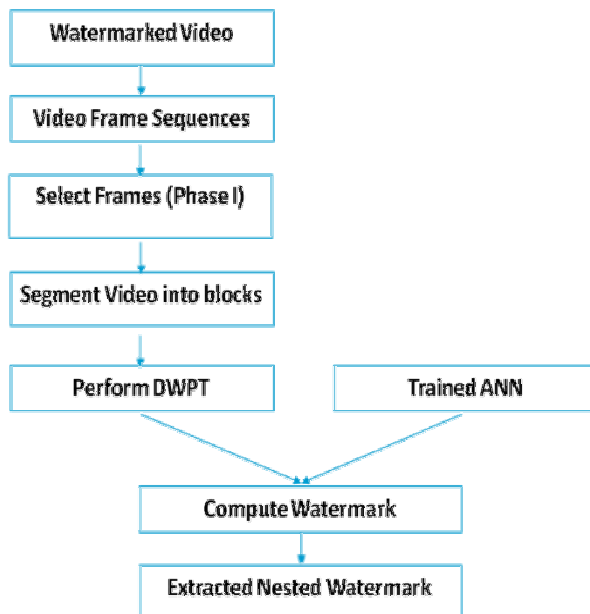 Watermarked Video
Video Frame Sequences
Select Frames (Phase I)
Segment Video into blocks
Perform DWPT
Trained ANN
Compute Watermark
Extracted Nested Watermark